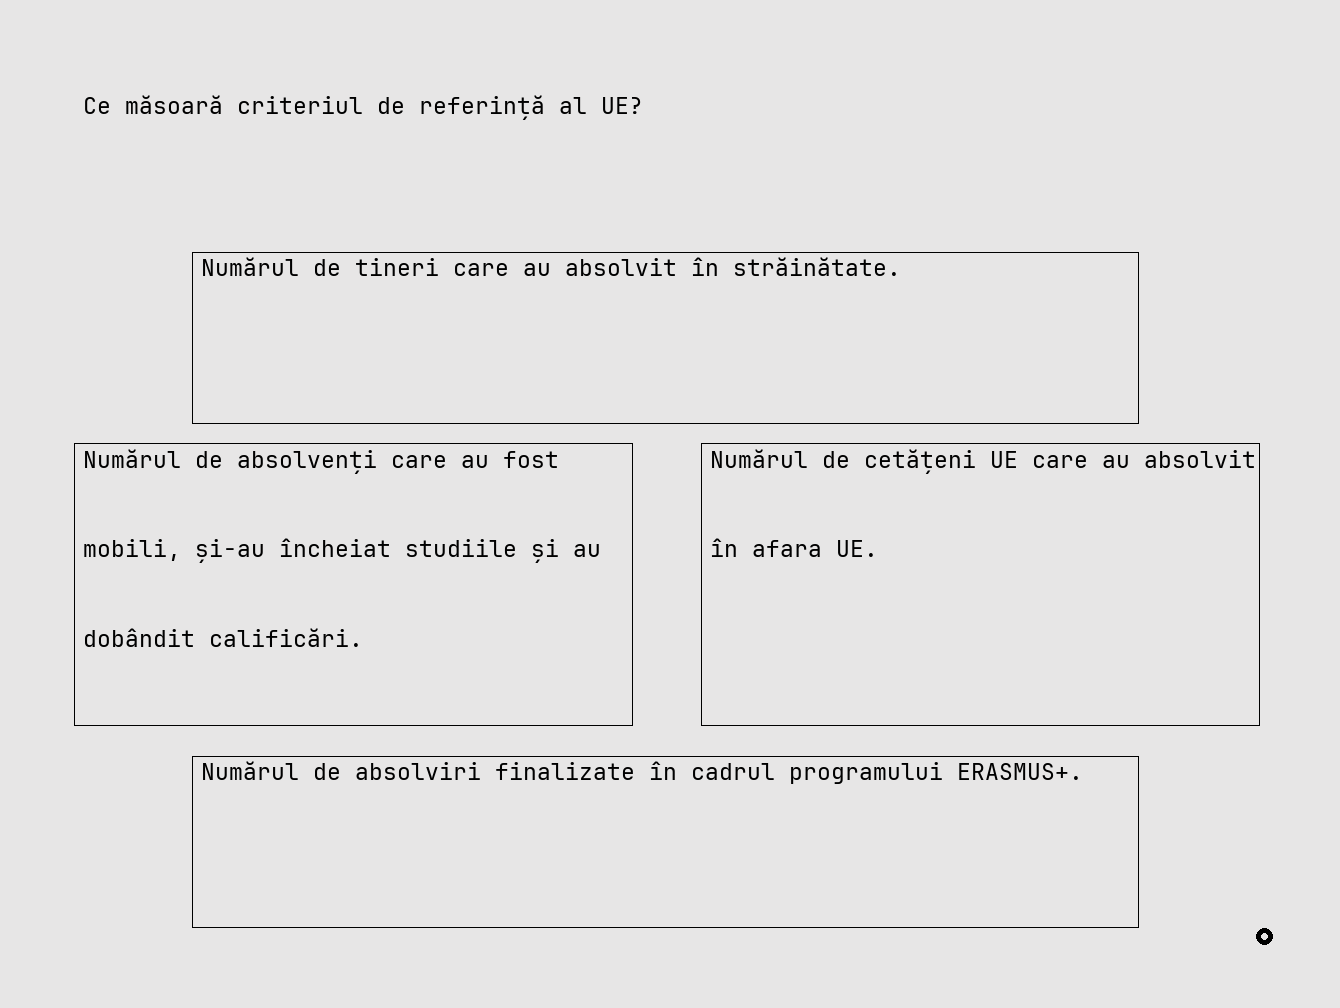 Ce măsoară criteriul de referință al UE?
Numărul de tineri care au absolvit în străinătate.
Numărul de absolvenți care au fost
mobili, și-au încheiat studiile și au
dobândit calificări.
Numărul de cetățeni UE care au absolvit
în afara UE.
Numărul de absolviri finalizate în cadrul programului ERASMUS+.